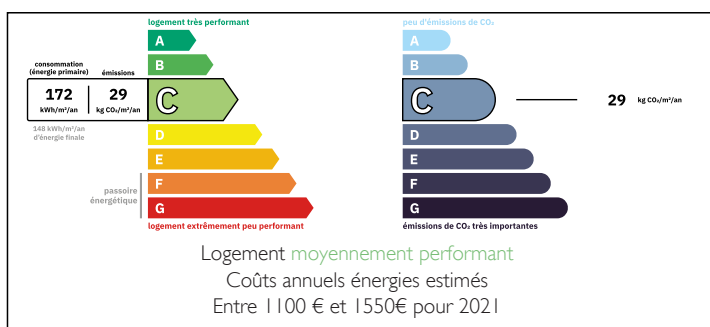 logement très performant
consommation
(énergie primaire)
émissions
172
kWh/m²/an
29
kg CO₂/m²/an
148 kWh/m²/an
d'énergie finale
A
B
C
D
E
F
G
passoire
énergétique
logement extrêmement peu performant
peu d'émissions de CO₂
A
B
C
D
E
F
G
29 kg CO₂/m²/an
émissions de CO₂ très importantes
Logement moyennement performant
Coûts annuels énergies estimés
Entre 1100 € et 1550€ pour 2021